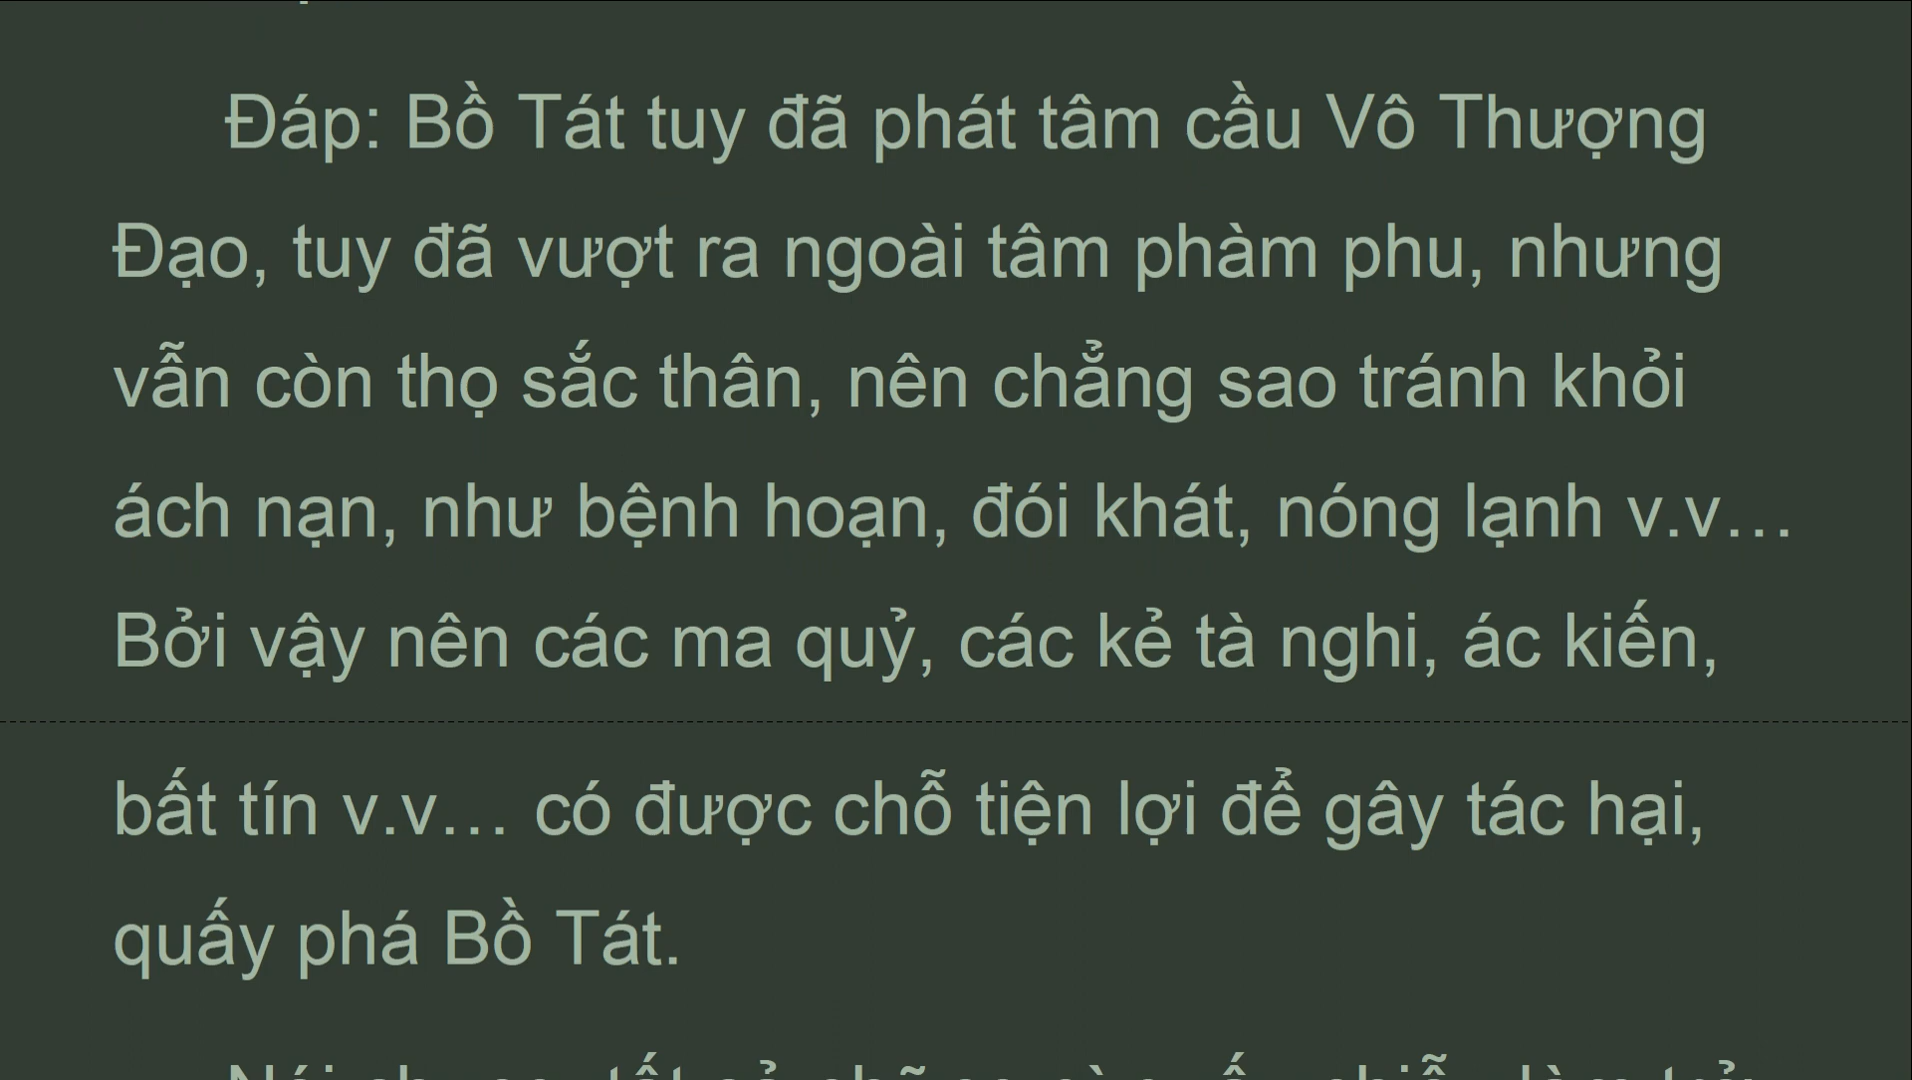 Đáp: Bồ Tát tuy đã phát tâm cầu Vô Thượng
Đạo, tuy đã vượt ra ngoài tâm phàm phu, nhưng
vẫn còn thọ sắc thân, nên chẳng sao tránh khỏi
ách nạn, như bệnh hoạn, đói khát, nóng lạnh v.v…
Bởi vậy nên các ma quỷ, các kẻ tà nghi, ác kiến,
bất tín v.v… có được chỗ tiện lợi để gây tác hại,
quấy phá Bồ Tát.